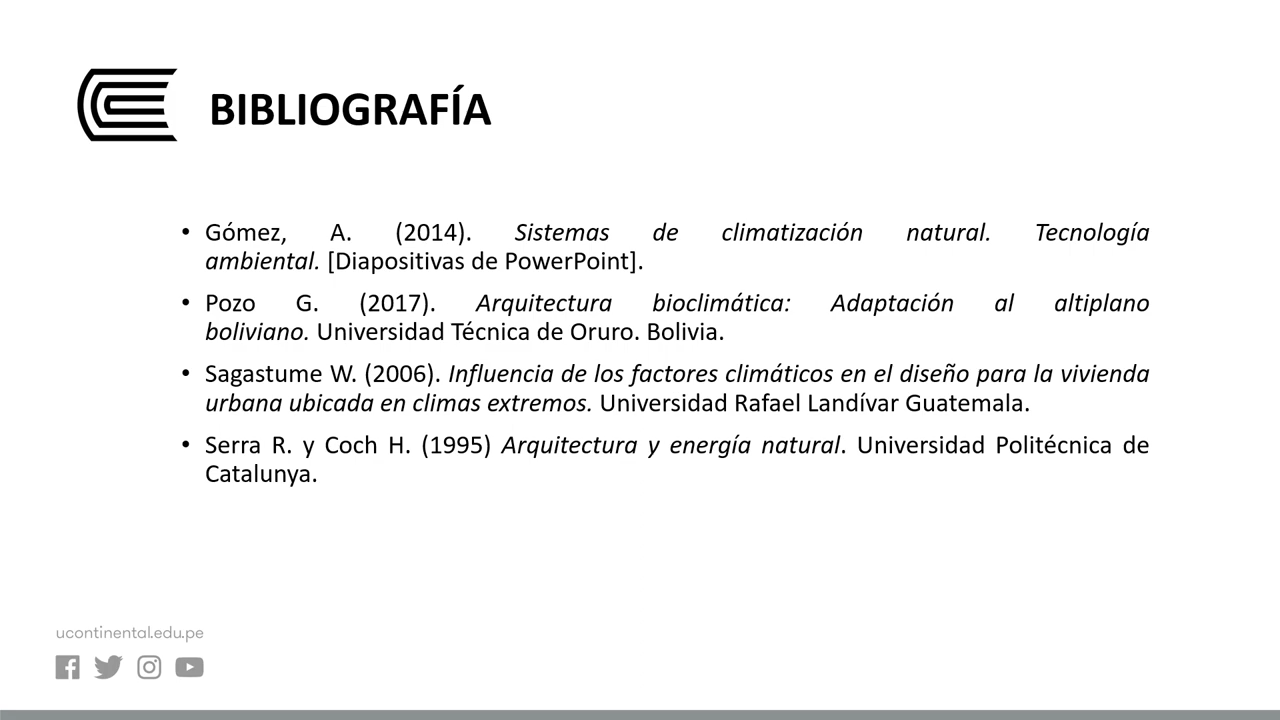 BIBLIOGRAFÍA
• Gómez, A. (2014). Sistemas de climatización natural. Tecnología
ambiental. [Diapositivas de PowerPoint].
• Pozo G. (2017). Arquitectura bioclimática: Adaptación al altiplano
boliviano. Universidad Técnica de Oruro. Bolivia.
• Sagastume W. (2006). Influencia de los factores climáticos en el diseño para la vivienda
urbana ubicada en climas extremos. Universidad Rafael Landívar Guatemala.
• Serra R. y Coch H. (1995) Arquitectura y energía natural. Universidad Politécnica de
Catalunya.
ucontinental.edu.pe